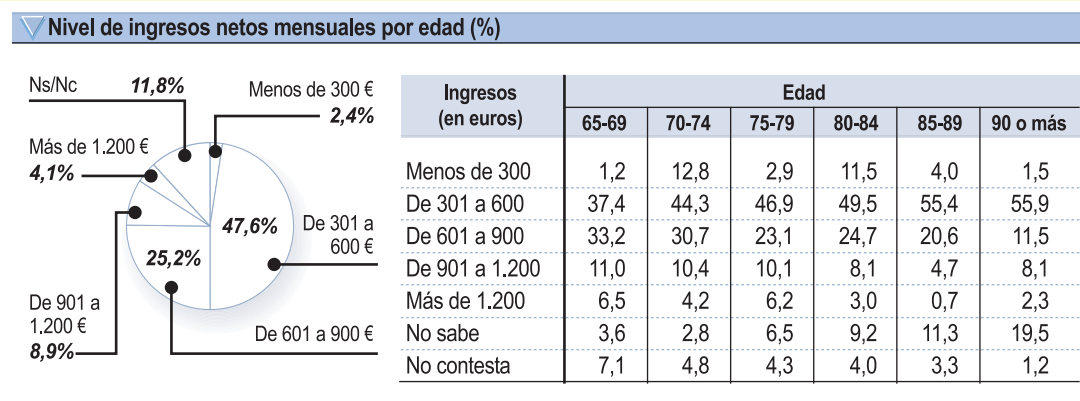 Nivel de ingresos netos mensuales por edad (%)
Ns/Nc 11,8%
Menos de 300 €
2,4%
Más de 1.200 €
4,1%
47,6%
De 301 a
600 €
25,2%
De 901 a
1.200 €
8,9%
De 601 a 900 €
Ingresos
(en euros)
Edad
65-69 70-74 75-79 80-84 85-89 90 o más
Menos de 300 1,2 12,8 2,9 11,5 4,0 1,5
De 301 a 600 37,4 44,3 46,9 49,5 55,4 55,9
De 601 a 900 33,2 30,7 23,1 24,7 20,6 11,5
De 901 a 1.200 11,0 10,4 10,1 8,1 4,7 8,1
Más de 1.200 6,5 4,2 6,2 3,0 0,7 2,3
No sabe 3,6 2,8 6,5 9,2 11,3 19,5
No contesta 7,1 4,8 4,3 4,0 3,3 1,2